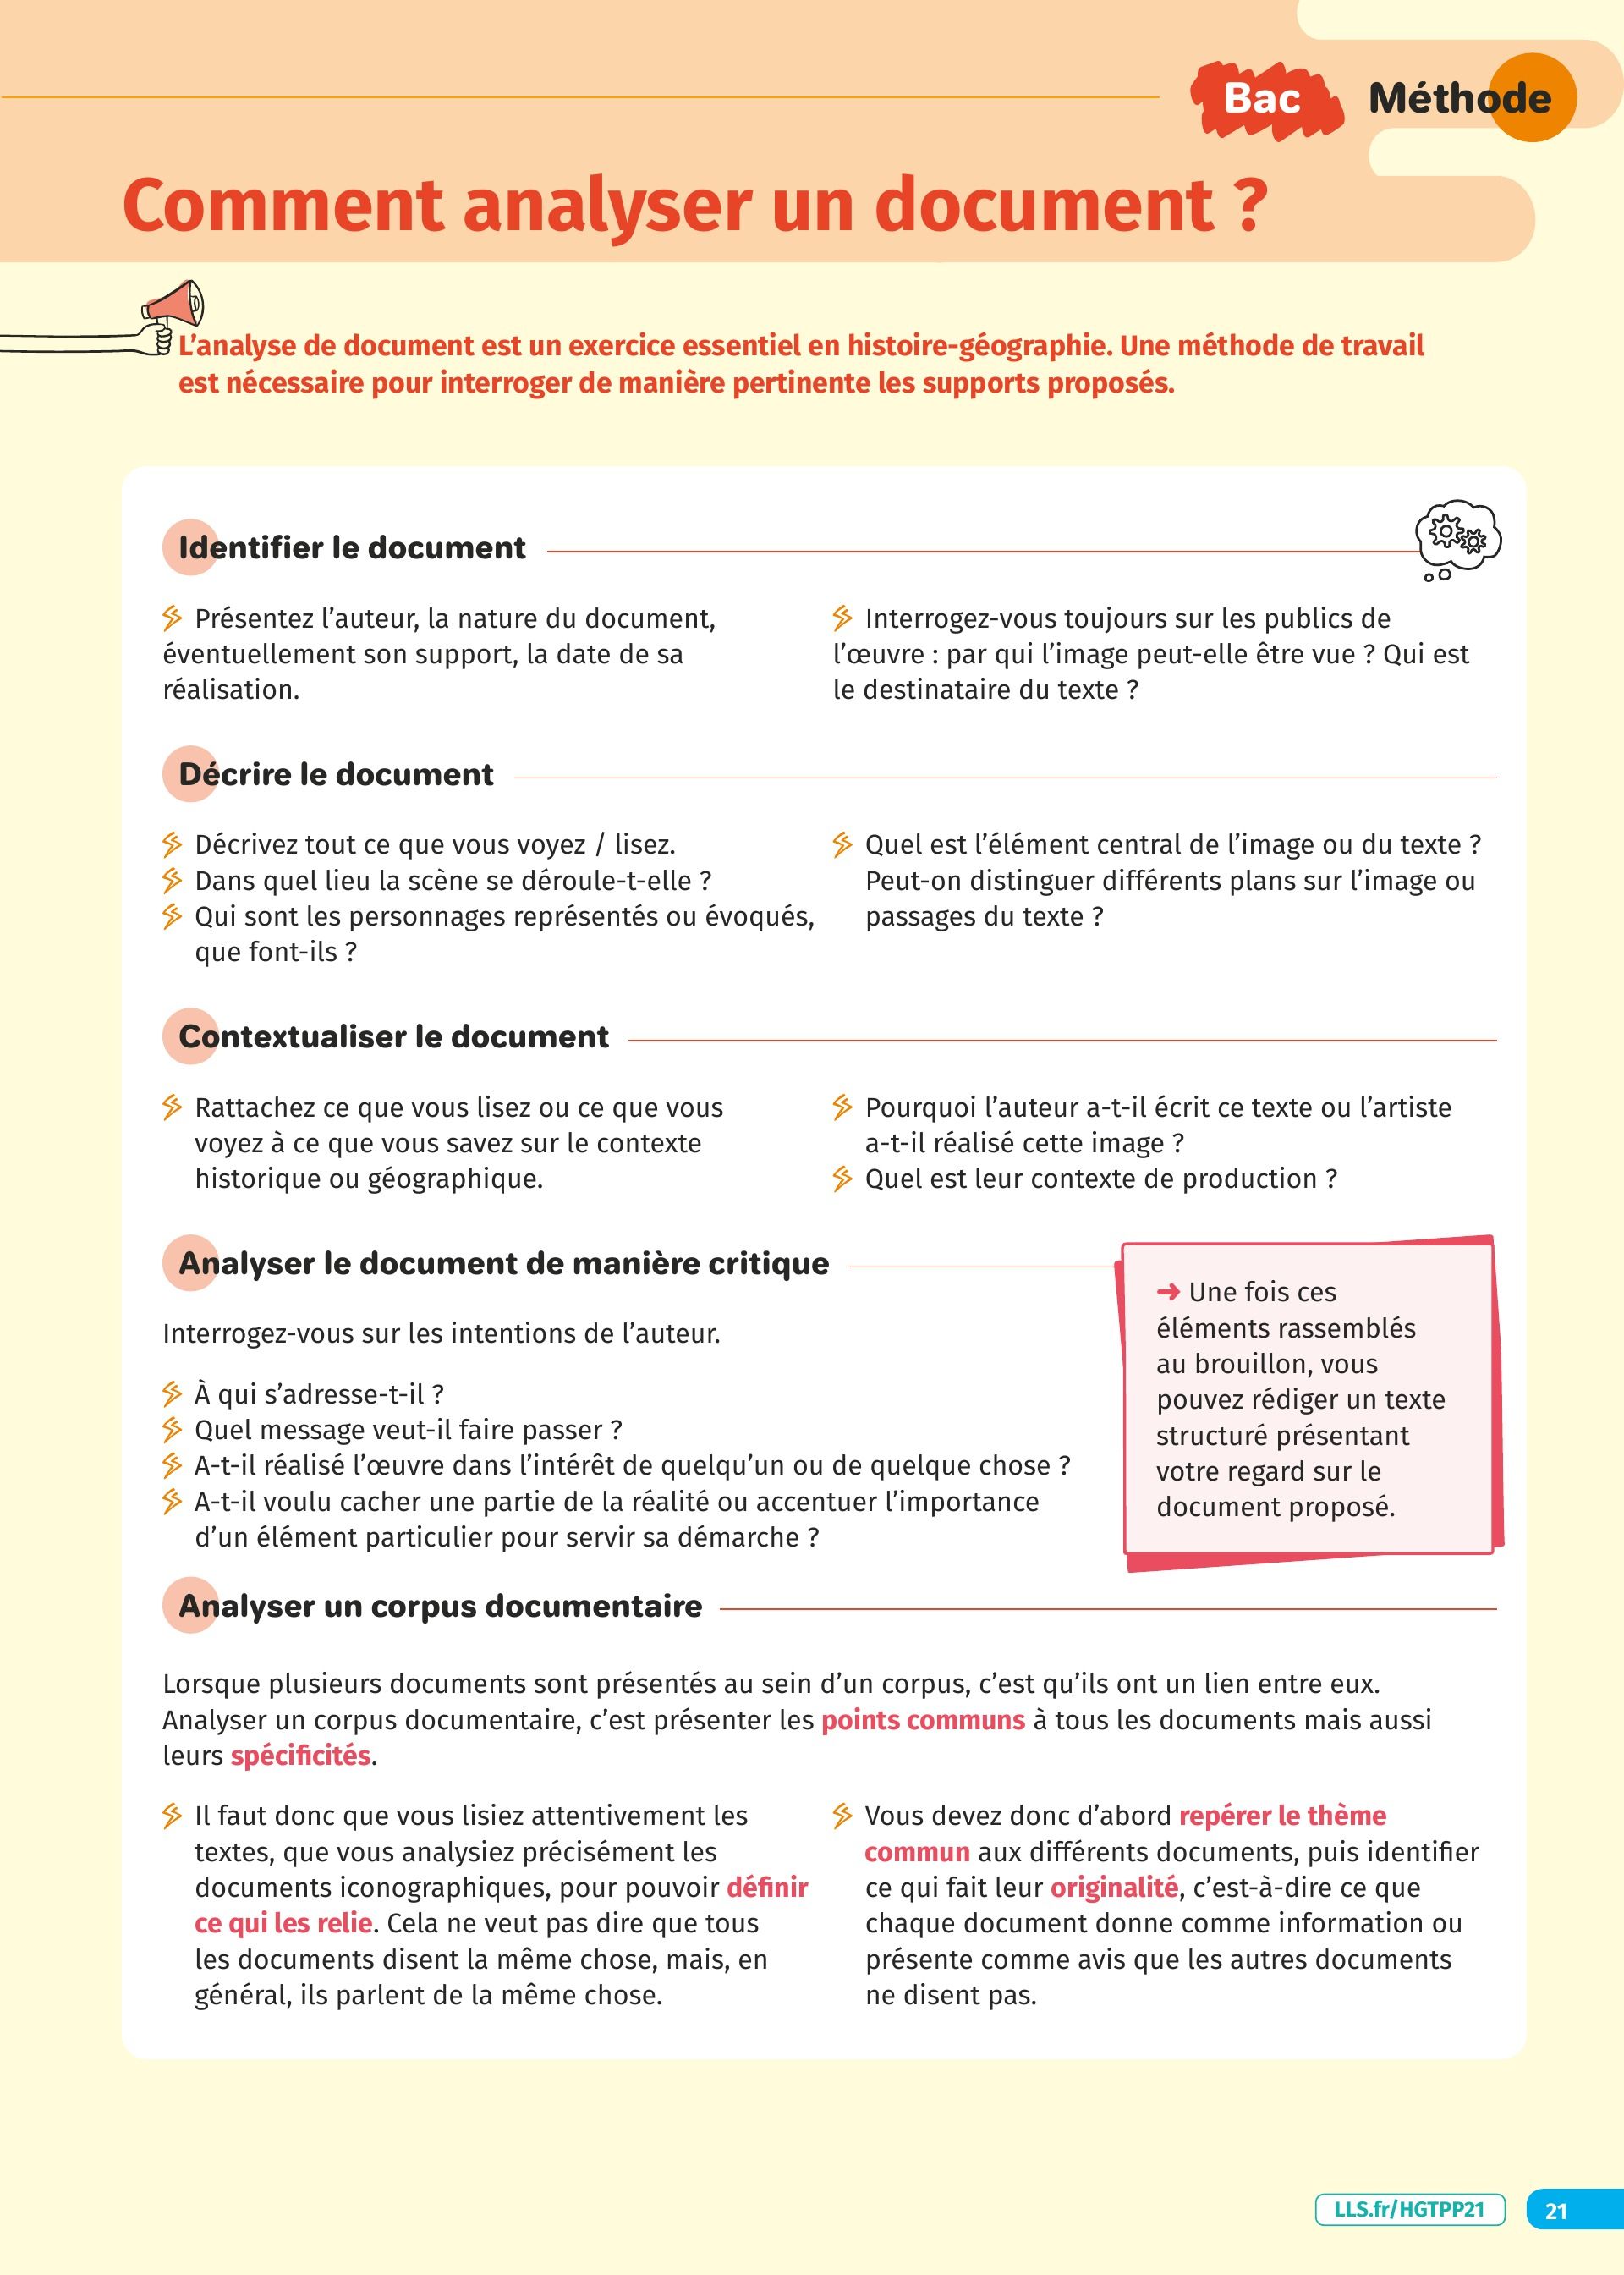 Bac Méthode
Comment analyser un document ?
L’analyse de document est un exercice essentiel en histoire-géographie. Une méthode de travail
est nécessaire pour interroger de manière pertinente les supports proposés.
Identifier le document
Présentez l’auteur, la nature du document,
éventuellement son support, la date de sa
réalisation.
Interrogez-vous toujours sur les publics de
l’œuvre : par qui l’image peut-elle être vue ? Qui est
le destinataire du texte ?
Décrire le document
Décrivez tout ce que vous voyez / lisez.
Dans quel lieu la scène se déroule-t-elle ?
Qui sont les personnages représentés ou évoqués,
que font-ils ?
Quel est l’élément central de l’image ou du texte ?
Peut-on distinguer différents plans sur l’image ou
passages du texte ?
Contextualiser le document
Rattachez ce que vous lisez ou ce que vous
voyez à ce que vous savez sur le contexte
historique ou géographique.
Pourquoi l’auteur a-t-il écrit ce texte ou l’artiste
a-t-il réalisé cette image ?
Quel est leur contexte de production ?
Analyser le document de manière critique
Interrogez-vous sur les intentions de l’auteur.
À qui s’adresse-t-il ?
Quel message veut-il faire passer ?
A-t-il réalisé l’œuvre dans l’intérêt de quelqu’un ou de quelque chose ?
A-t-il voulu cacher une partie de la réalité ou accentuer l’importance
d’un élément particulier pour servir sa démarche ?
➜ Une fois ces
éléments rassemblés
au brouillon, vous
pouvez rédiger un texte
structuré présentant
votre regard sur le
document proposé.
Analyser un corpus documentaire
Lorsque plusieurs documents sont présentés au sein d’un corpus, c’est qu’ils ont un lien entre eux.
Analyser un corpus documentaire, c’est présenter les points communs à tous les documents mais aussi
leurs spécificités.
Il faut donc que vous lisiez attentivement les
textes, que vous analysiez précisément les
documents iconographiques, pour pouvoir définir
ce qui les relie. Cela ne veut pas dire que tous
les documents disent la même chose, mais, en
général, ils parlent de la même chose.
Vous devez donc d’abord repérer le thème
commun aux différents documents, puis identifier
ce qui fait leur originalité, c’est-à-dire ce que
chaque document donne comme information ou
présente comme avis que les autres documents
ne disent pas.
LLS.fr/HGTPP21
21